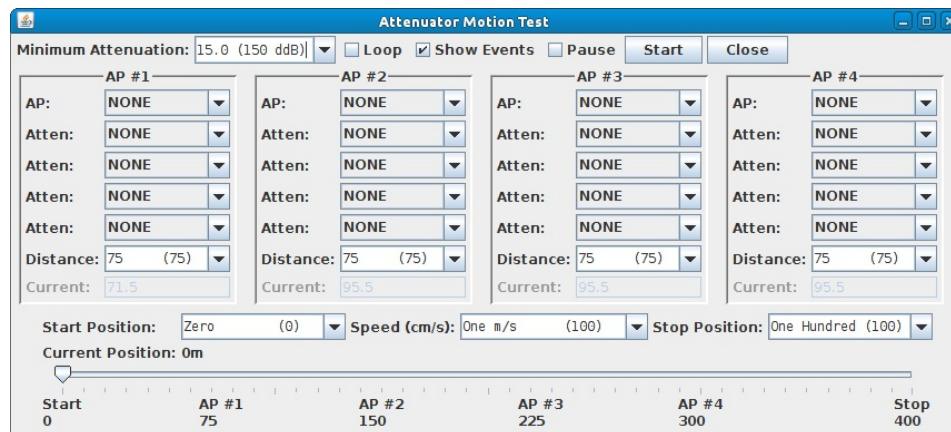 Attenuator Motion Test
Minimum Attenuation: 15.0 (150 ddB) Loop Show Events Pause Start Close
AP #1 AP #2 AP #3 AP #4
AP: NONE AP: NONE AP: NONE AP: NONE
Atten: NONE Atten: NONE Atten: NONE Atten: NONE
Atten: NONE Atten: NONE Atten: NONE Atten: NONE
Atten: NONE Atten: NONE Atten: NONE Atten: NONE
Atten: NONE Atten: NONE Atten: NONE Atten: NONE
Distance: 75 (75) Distance: 75 (75) Distance: 75 (75) Distance: 75 (75)
Current: 71.5 Current: 95.5 Current: 95.5 Current: 95.5
Start Position: Zero (0) Speed (cm/s): One m/s (100) Stop Position: One Hundred (100)
Current Position: 0m
Start AP #1 AP #2 AP #3 AP #4 Stop
0 75 150 225 300 400